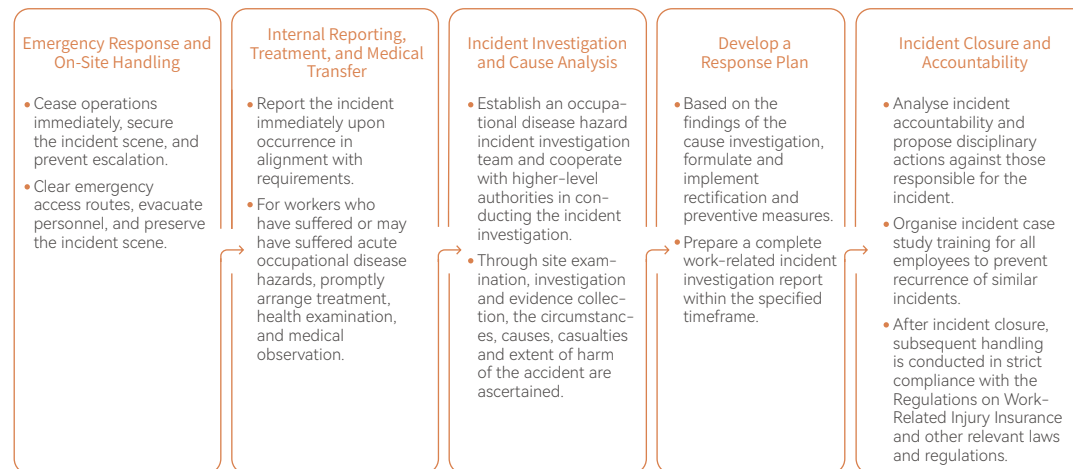 Emergency Response and
On-Site Handling
• Cease operations
immediately, secure
the incident scene, and
prevent escalation.
• Clear emergency
access routes, evacuate
personnel, and preserve
the incident scene.
Internal Reporting,
Treatment, and Medical
Transfer
• Report the incident
immediately upon
occurrence in
alignment with
requirements.
• For workers who
have suffered or may
have suffered acute
occupational disease
hazards, promptly
arrange treatment,
health examination,
and medical
observation.
Incident Investigation
and Cause Analysis
• Establish an occupa-
tional disease hazard
incident investigation
team and cooperate
with higher-level
authorities in con-
ducting the incident
investigation.
• Through site exam-
ination, investigation
and evidence collec-
tion, the circumstanc-
es, causes, casualties
and extent of harm
of the accident are
ascertained.
Develop a
Response Plan
• Based on the
findings of the
cause investigation,
formulate and
implement
rectification and
preventive measures.
• Prepare a complete
work-related incident
investigation report
within the specified
timeframe.
Incident Closure and
Accountability
• Analyse incident
accountability and
propose disciplinary
actions against those
responsible for the
incident.
• Organise incident case
study training for all
employees to prevent
recurrence of similar
incidents.
• After incident closure,
subsequent handling
is conducted in strict
compliance with the
Regulations on Work-
Related Injury Insurance
and other relevant laws
and regulations.